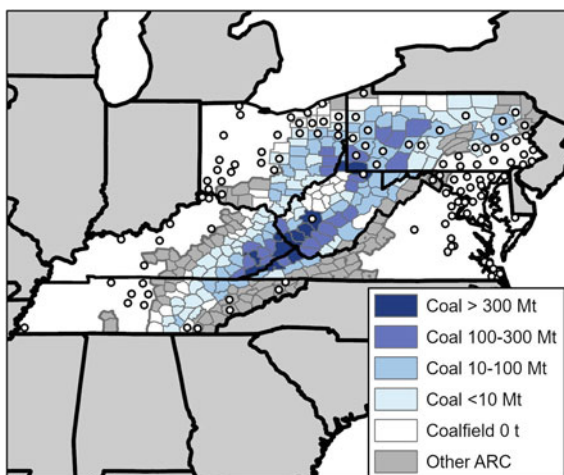 Coal > 300 Mt
Coal 100-300 Mt
Coal 10-100 Mt
Coal <10 Mt
Coalfield 0 t
Other ARC